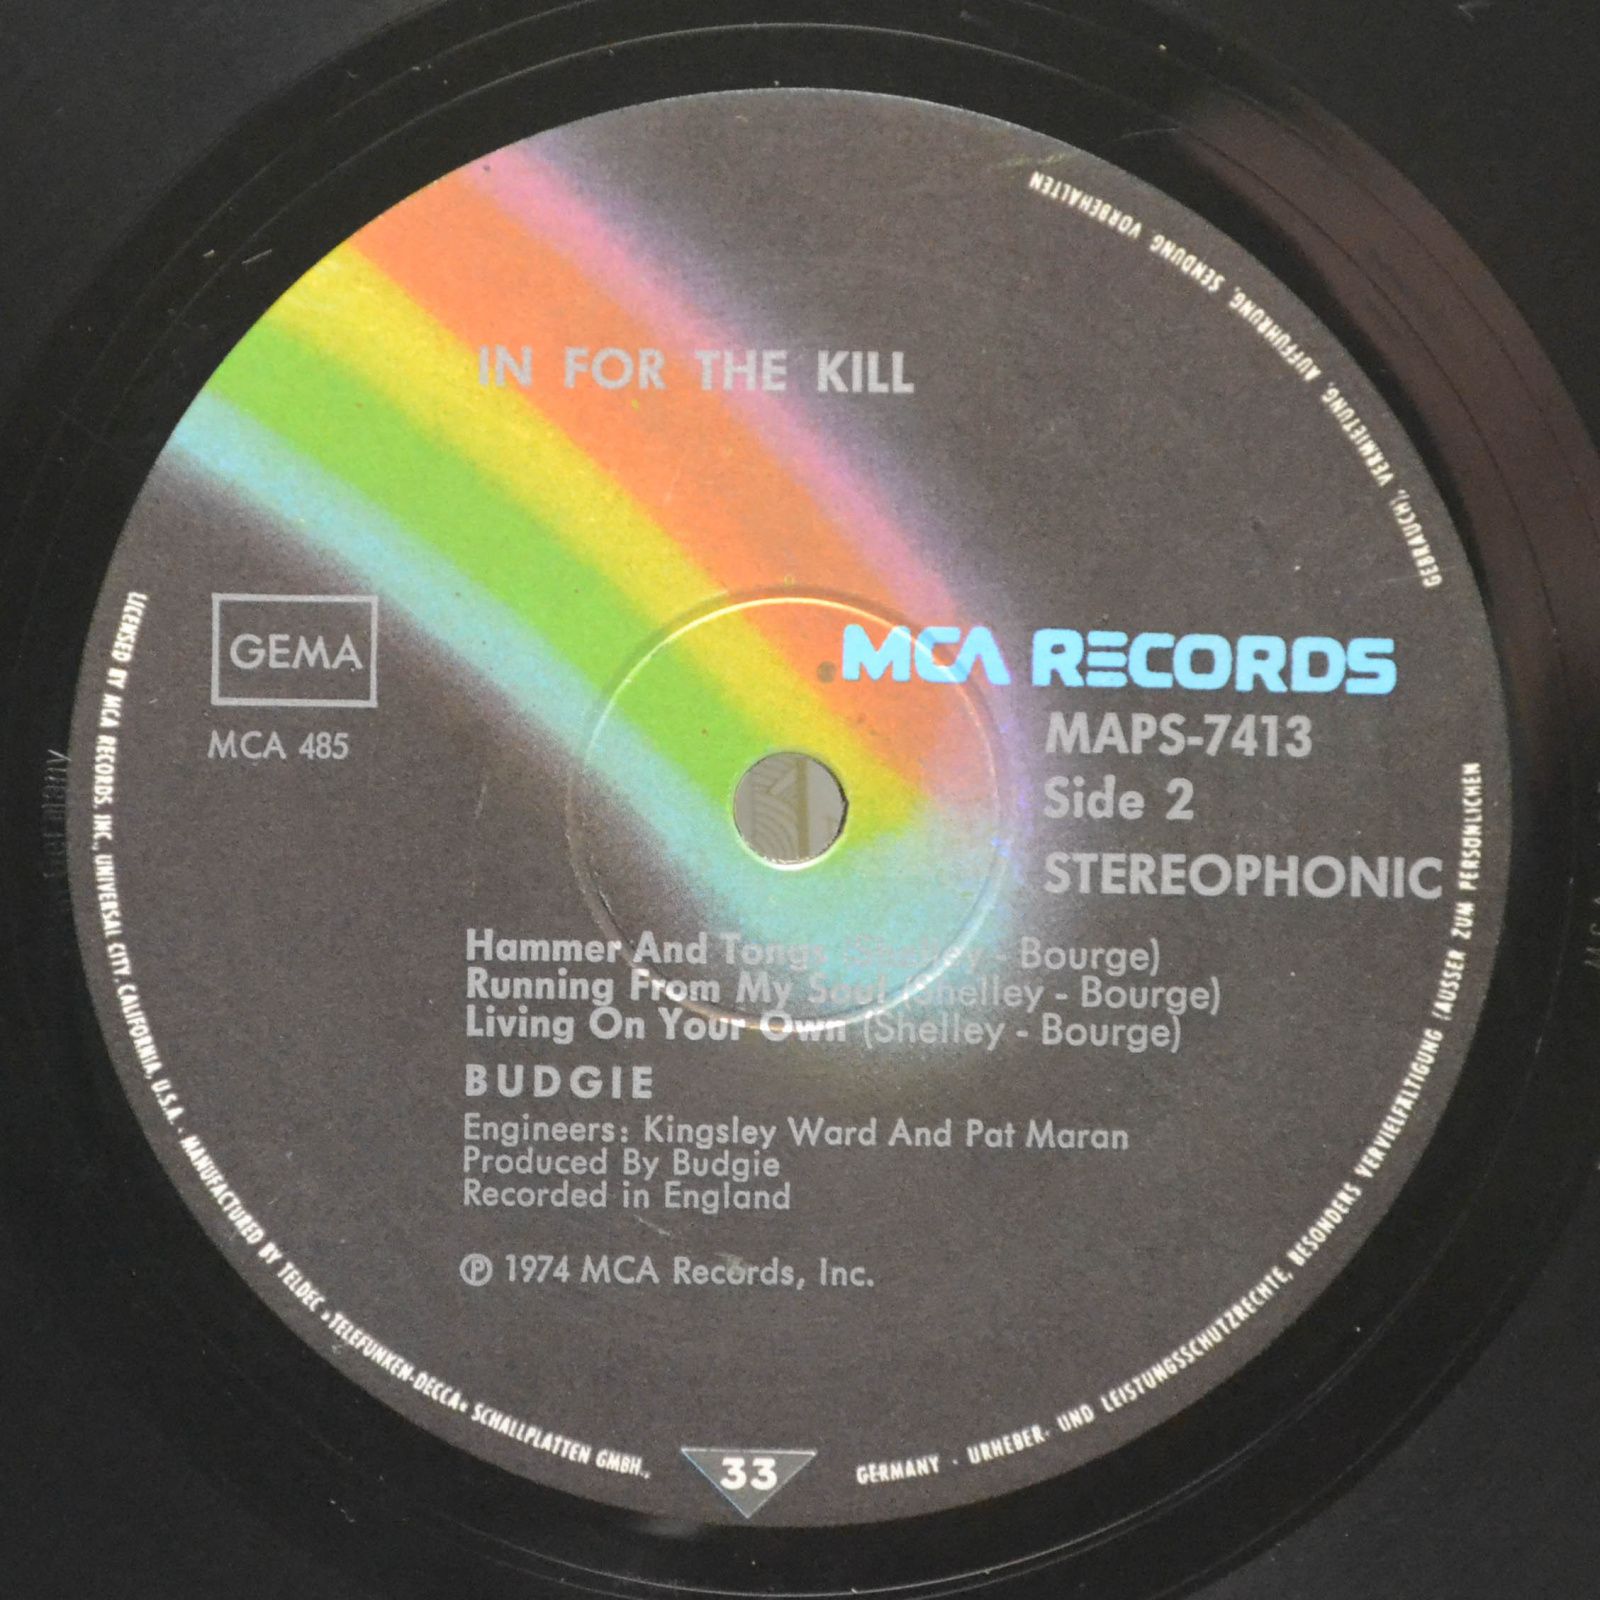 IN FOR THE KILL
MCA RECORDS
GEMA
MCA 485
MAPS-7413
Side 2
STEREOPHONIC
Hammer And Tongs (Shelley - Bourge)
Running From My Soul (Shelley - Bourge)
Living On Your Own (Shelley - Bourge)
BUDGIE
Engineers: Kingsley Ward And Pat Maran
Produced By Budgie
Recorded in England
℗ 1974 MCA Records, Inc.
33
LICENSED BY MCA RECORDS, INC., UNIVERSAL CITY, CALIFORNIA, U.S.A. · MANUFACTURED BY TELDEC »TELEFUNKEN-DECCA« SCHALLPLATTEN GMBH.,
GERMANY · URHEBER- UND LEISTUNGSSCHUTZRECHTE, BESONDERS VERVIELFÄLTIGUNG (AUSSER ZUM PERSÖNLICHEN
GEBRAUCH), VERMIETUNG, AUFFÜHRUNG, SENDUNG, VORBEHALTEN
Germany